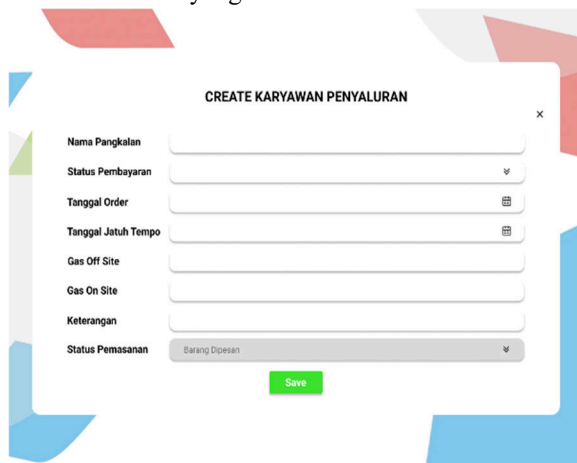 CREATE KARYAWAN PENYALURAN
×
Nama Pangkalan
Status Pembayaran
Tanggal Order
Tanggal Jatuh Tempo
Gas Off Site
Gas On Site
Keterangan
Status Pemasanan Barang Dipesan
Save